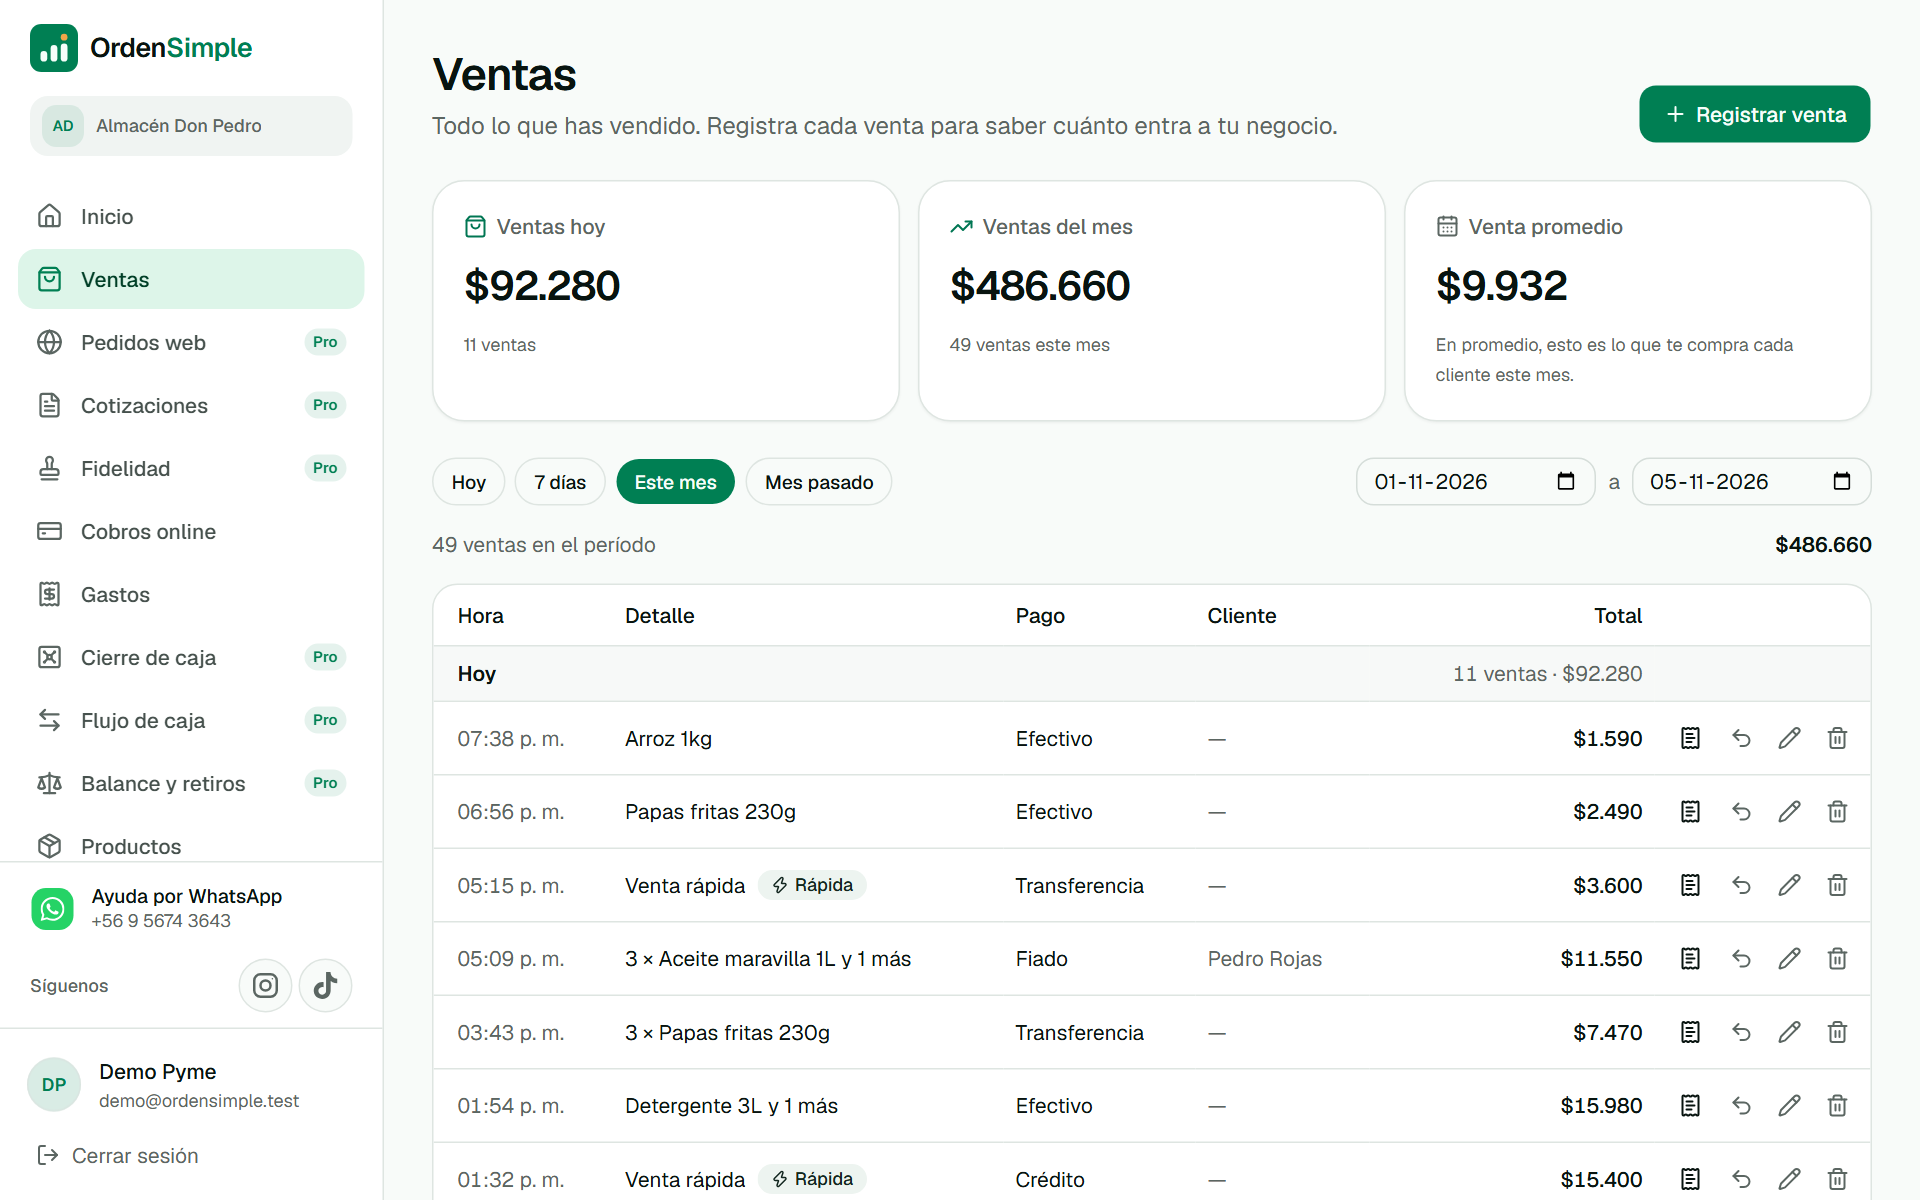 OrdenSimple
AD Almacén Don Pedro
Inicio
Ventas
Pedidos web Pro
Cotizaciones Pro
Fidelidad Pro
Cobros online
Gastos
Cierre de caja Pro
Flujo de caja Pro
Balance y retiros Pro
Productos
Ayuda por WhatsApp
+56 9 5674 3643
Síguenos
DP Demo Pyme
demo@ordensimple.test
Cerrar sesión
Ventas
Todo lo que has vendido. Registra cada venta para saber cuánto entra a tu negocio.
+ Registrar venta
Ventas hoy
$92.280
11 ventas
Ventas del mes
$486.660
49 ventas este mes
Venta promedio
$9.932
En promedio, esto es lo que te compra cada
cliente este mes.
Hoy 7 días Este mes Mes pasado 01-11-2026 a 05-11-2026
49 ventas en el período $486.660
Hora Detalle Pago Cliente Total
Hoy 11 ventas · $92.280
07:38 p. m. Arroz 1kg Efectivo — $1.590
06:56 p. m. Papas fritas 230g Efectivo — $2.490
05:15 p. m. Venta rápida Rápida Transferencia — $3.600
05:09 p. m. 3 × Aceite maravilla 1L y 1 más Fiado Pedro Rojas $11.550
03:43 p. m. 3 × Papas fritas 230g Transferencia — $7.470
01:54 p. m. Detergente 3L y 1 más Efectivo — $15.980
01:32 p. m. Venta rápida Rápida Crédito — $15.400